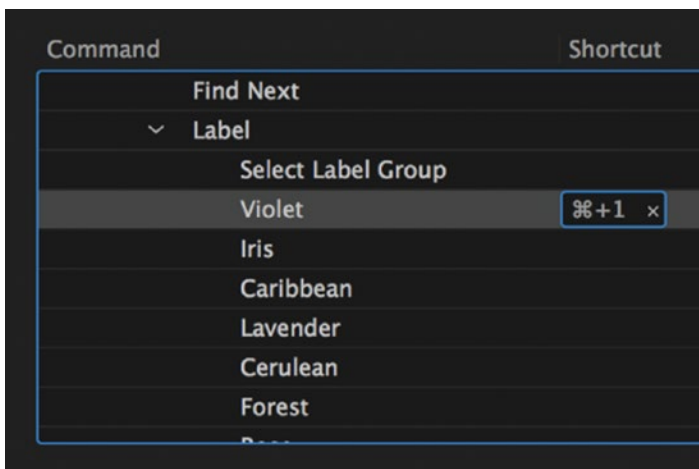 Command Shortcut
Find Next
Label
Select Label Group
Violet ⌘+1 ×
Iris
Caribbean
Lavender
Cerulean
Forest